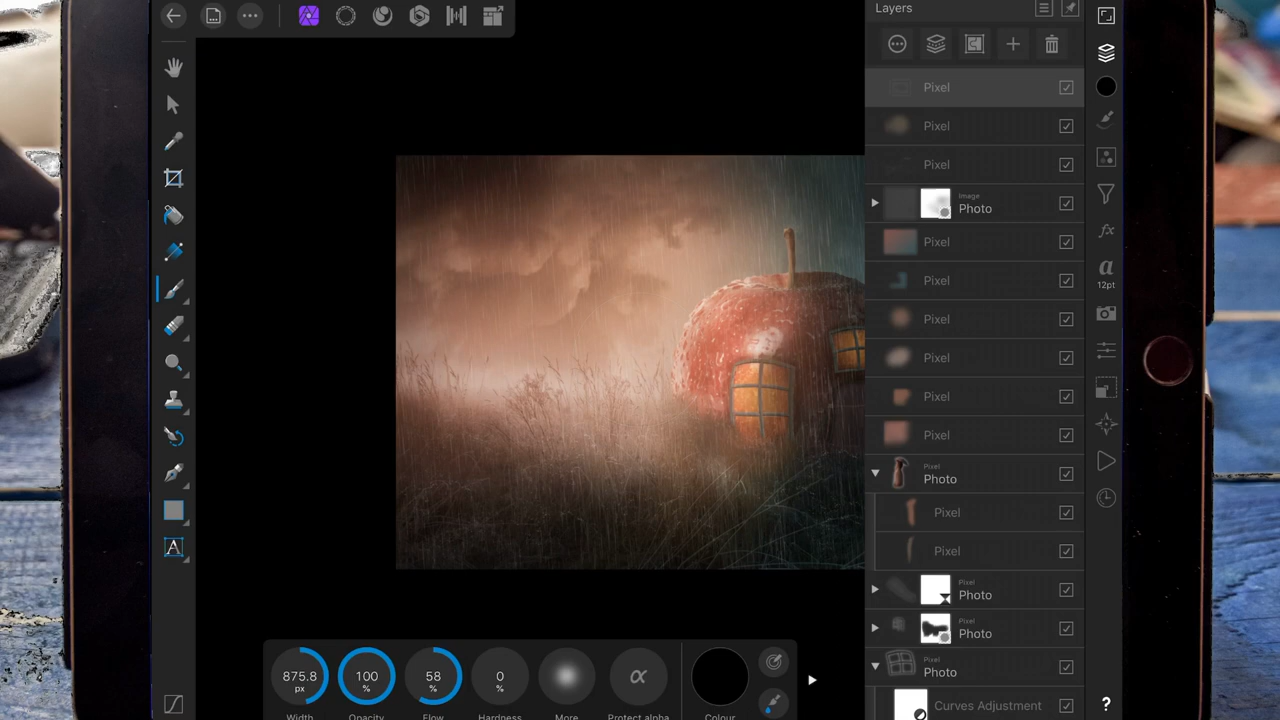 Layers
Pixel
Pixel
Pixel
Image
Photo
Pixel
Pixel
a
12pt
Pixel
Pixel
Pixel
Pixel
Pixel
Photo
Pixel
Pixel
Pixel
Photo
Pixel
Photo
Pixel
Photo
Curves Adjustment
A
fx
?
875.8
px
100
%
58
%
0
%
α
Width
Opacity
Flow
Hardness
More
Protect alpha
Colour